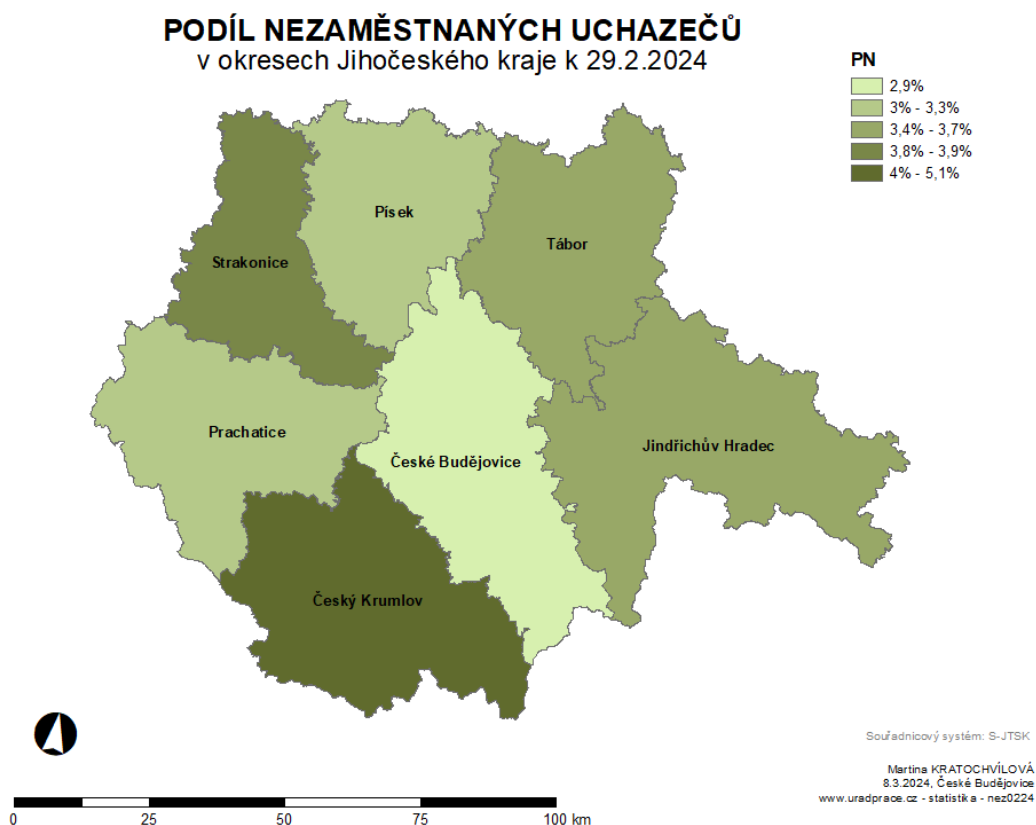 PODÍL NEZAMĚSTNANÝCH UCHAZEČŮ
v okresech Jihočeského kraje k 29.2.2024
PN
2,9%
3% - 3,3%
3,4% - 3,7%
3,8% - 3,9%
4% - 5,1%
Písek
Tábor
Strakonice
Prachatice
Jindřichův Hradec
České Budějovice
Český Krumlov
Souřadnicový systém: S-JTSK
Martina KRATOCHVÍLOVÁ
8.3.2024, České Budějovice
www.uradprace.cz - statistika - nez0224
0 25 50 75 100 km